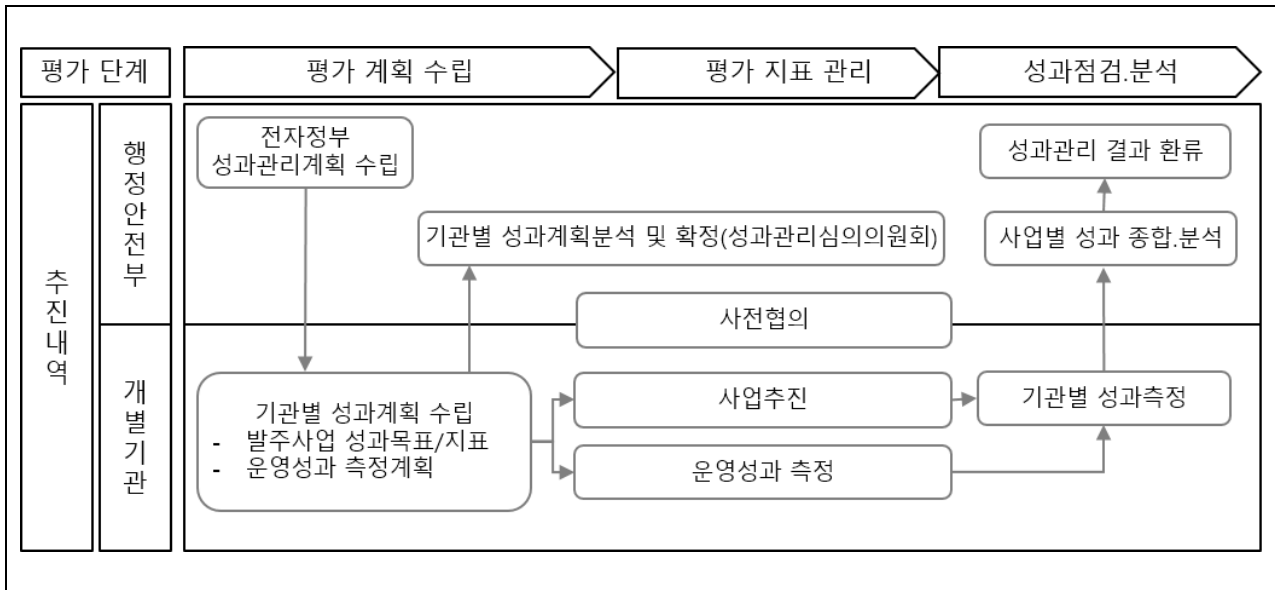 평가 단계
평가 계획 수립
평가 지표 관리
성과점검.분석
추진내역
행정안전부
전자정부
성과관리계획 수립
성과관리 결과 환류
기관별 성과계획분석 및 확정(성과관리심의의원회)
사업별 성과 종합.분석
사전협의
개별기관
기관별 성과계획 수립
- 발주사업 성과목표/지표
- 운영성과 측정계획
사업추진
기관별 성과측정
운영성과 측정